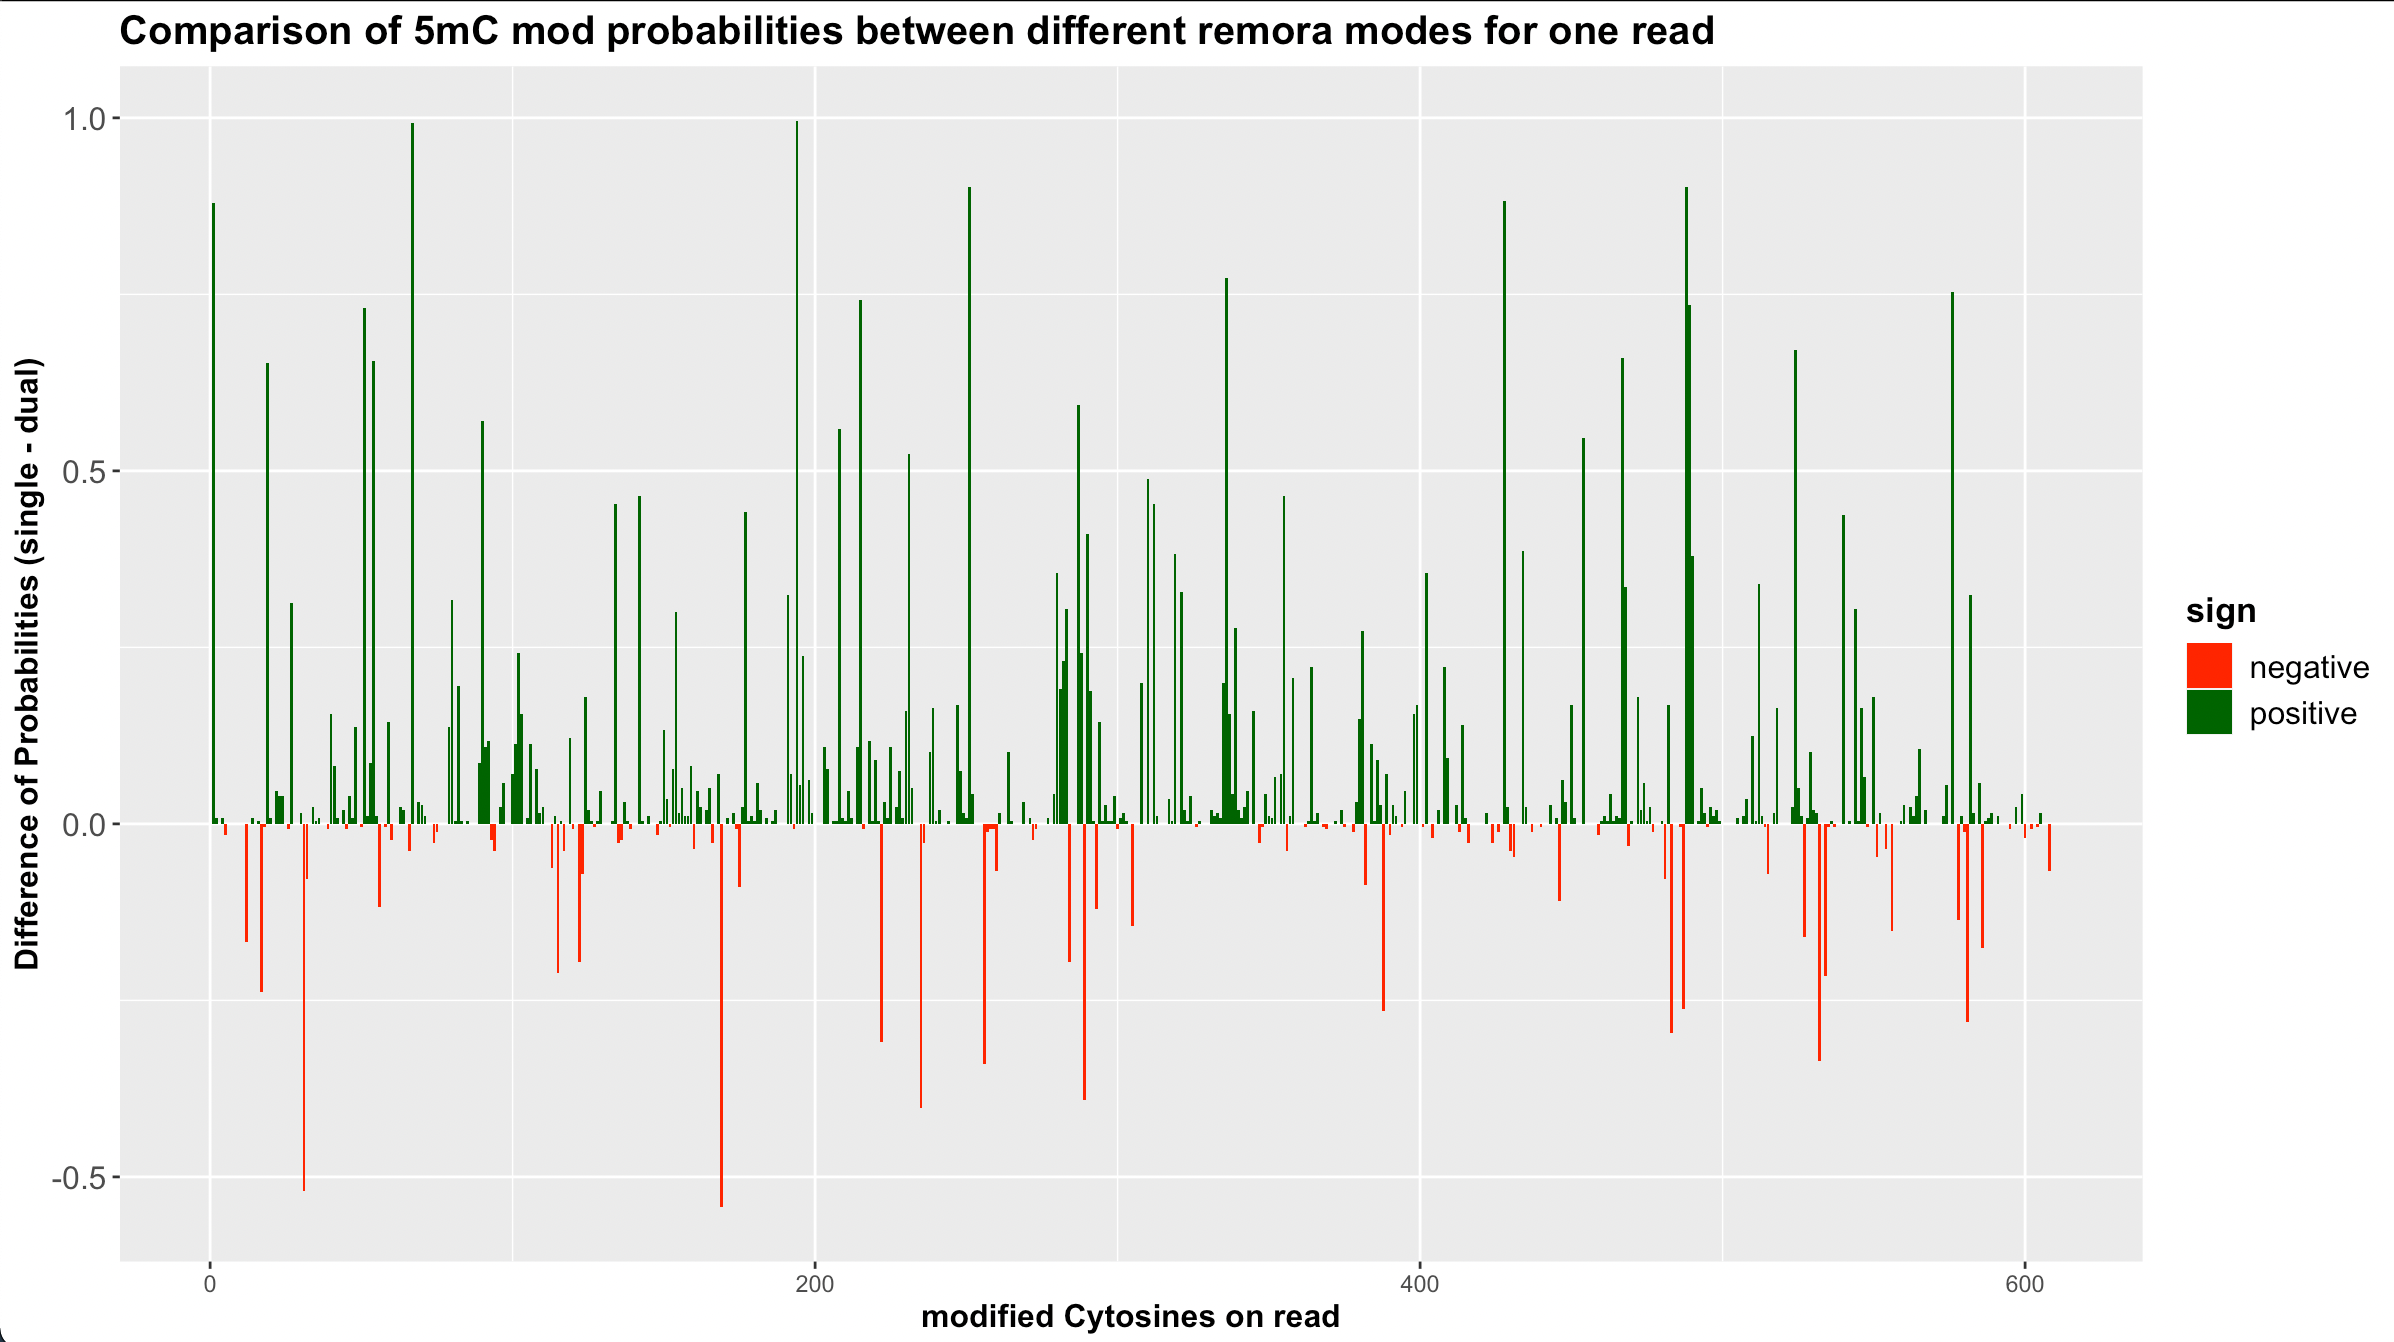 Comparison of 5mC mod probabilities between different remora modes for one read
Difference of Probabilities (single - dual)
1.0
0.5
0.0
-0.5
0
200
400
600
modified Cytosines on read
sign
negative
positive